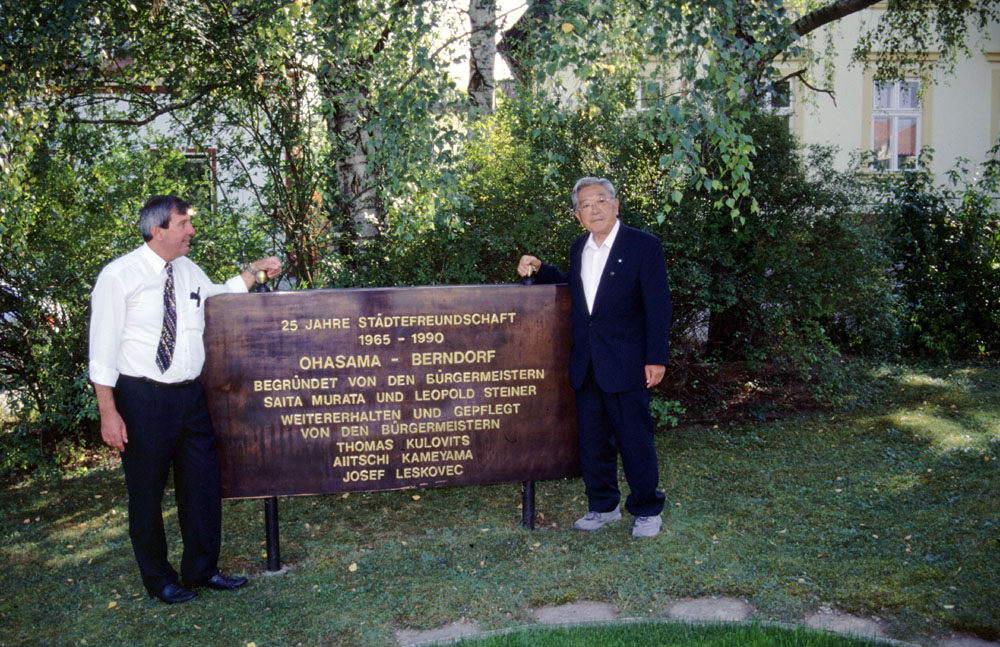 25 JAHRE STÄDTEFREUNDSCHAFT
1965 - 1990
OHASAMA - BERNDORF
BEGRÜNDET VON DEN BÜRGERMEISTERN
SAITA MURATA UND LEOPOLD STEINER
WEITERERHALTEN UND GEPFLEGT
VON DEN BÜRGERMEISTERN
THOMAS KULOVITS
AIITSCHI KAMEYAMA
JOSEF LESKOVEC